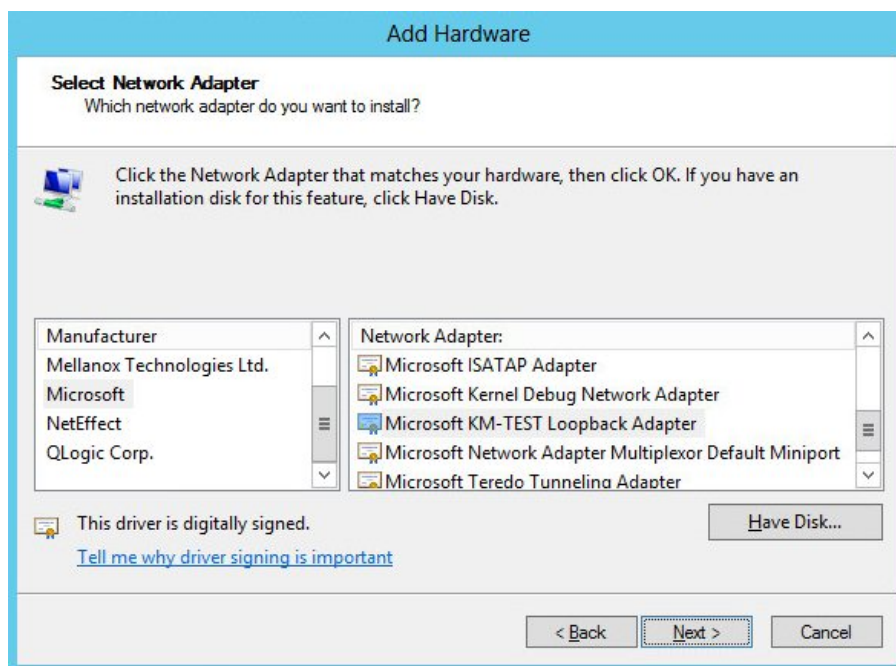 Add Hardware
Select Network Adapter
Which network adapter do you want to install?
Click the Network Adapter that matches your hardware, then click OK. If you have an
installation disk for this feature, click Have Disk.
Manufacturer
Mellanox Technologies Ltd.
Microsoft
NetEffect
QLogic Corp.
Network Adapter:
Microsoft ISATAP Adapter
Microsoft Kernel Debug Network Adapter
Microsoft KM-TEST Loopback Adapter
Microsoft Network Adapter Multiplexor Default Miniport
Microsoft Teredo Tunneling Adapter
This driver is digitally signed.
Have Disk...
Tell me why driver signing is important
< Back
Next >
Cancel